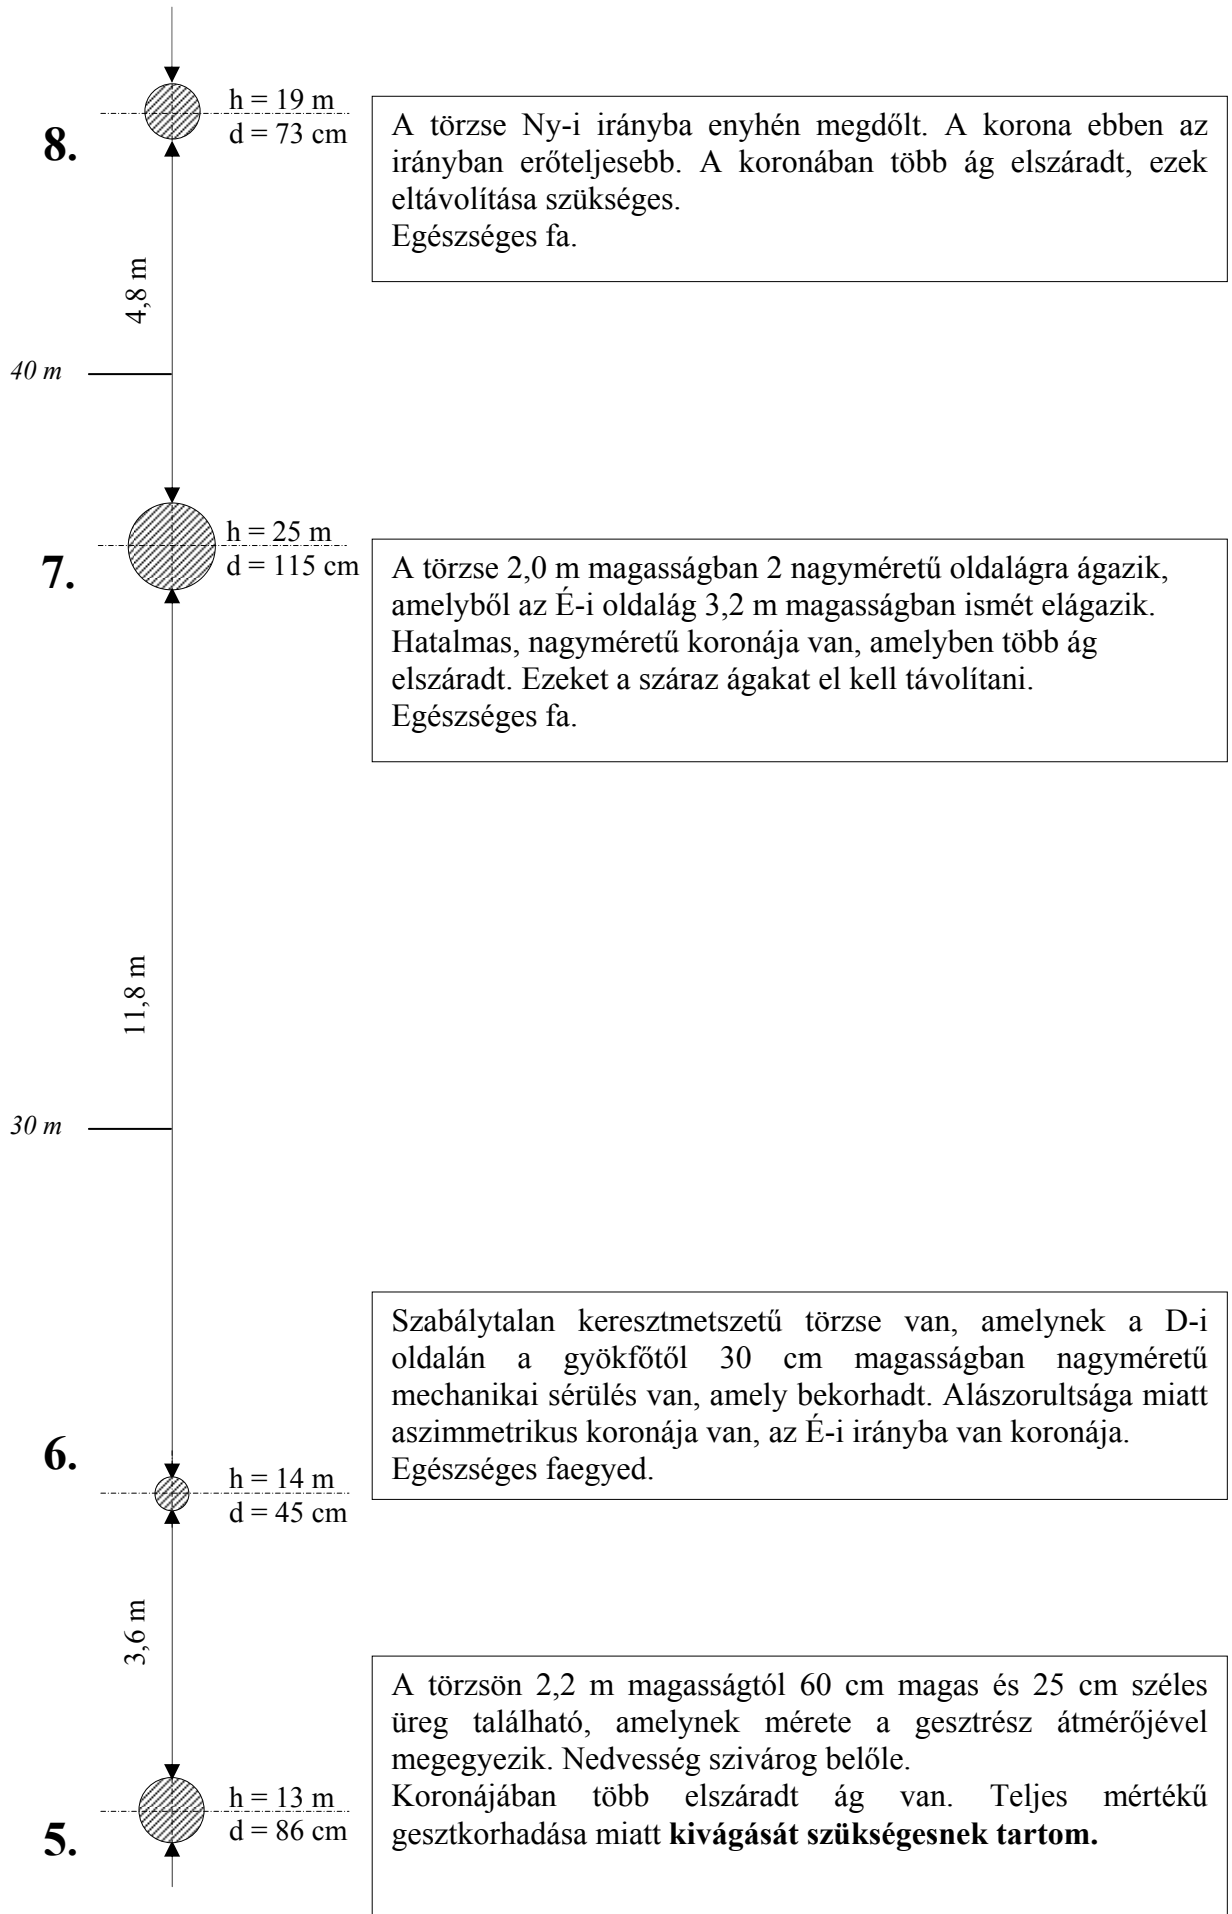 h = 19 m
d = 73 cm
8.
A törzse Ny-i irányba enyhén megdőlt. A korona ebben az
irányban erőteljesebb. A koronában több ág elszáradt, ezek
eltávolítása szükséges.
Egészséges fa.
4,8 m
40 m
h = 25 m
d = 115 cm
7.
A törzse 2,0 m magasságban 2 nagyméretű oldalágra ágazik,
amelyből az É-i oldalág 3,2 m magasságban ismét elágazik.
Hatalmas, nagyméretű koronája van, amelyben több ág
elszáradt. Ezeket a száraz ágakat el kell távolítani.
Egészséges fa.
11,8 m
30 m
Szabálytalan keresztmetszetű törzse van, amelynek a D-i
oldalán a gyökfőtől 30 cm magasságban nagyméretű
mechanikai sérülés van, amely bekorhadt. Alászorultsága miatt
aszimmetrikus koronája van, az É-i irányba van koronája.
Egészséges faegyed.
6.
h = 14 m
d = 45 cm
3,6 m
A törzsön 2,2 m magasságtól 60 cm magas és 25 cm széles
üreg található, amelynek mérete a gesztrész átmérőjével
megegyezik. Nedvesség szivárog belőle.
Koronájában több elszáradt ág van. Teljes mértékű
gesztkorhadása miatt kivágását szükségesnek tartom.
h = 13 m
d = 86 cm
5.